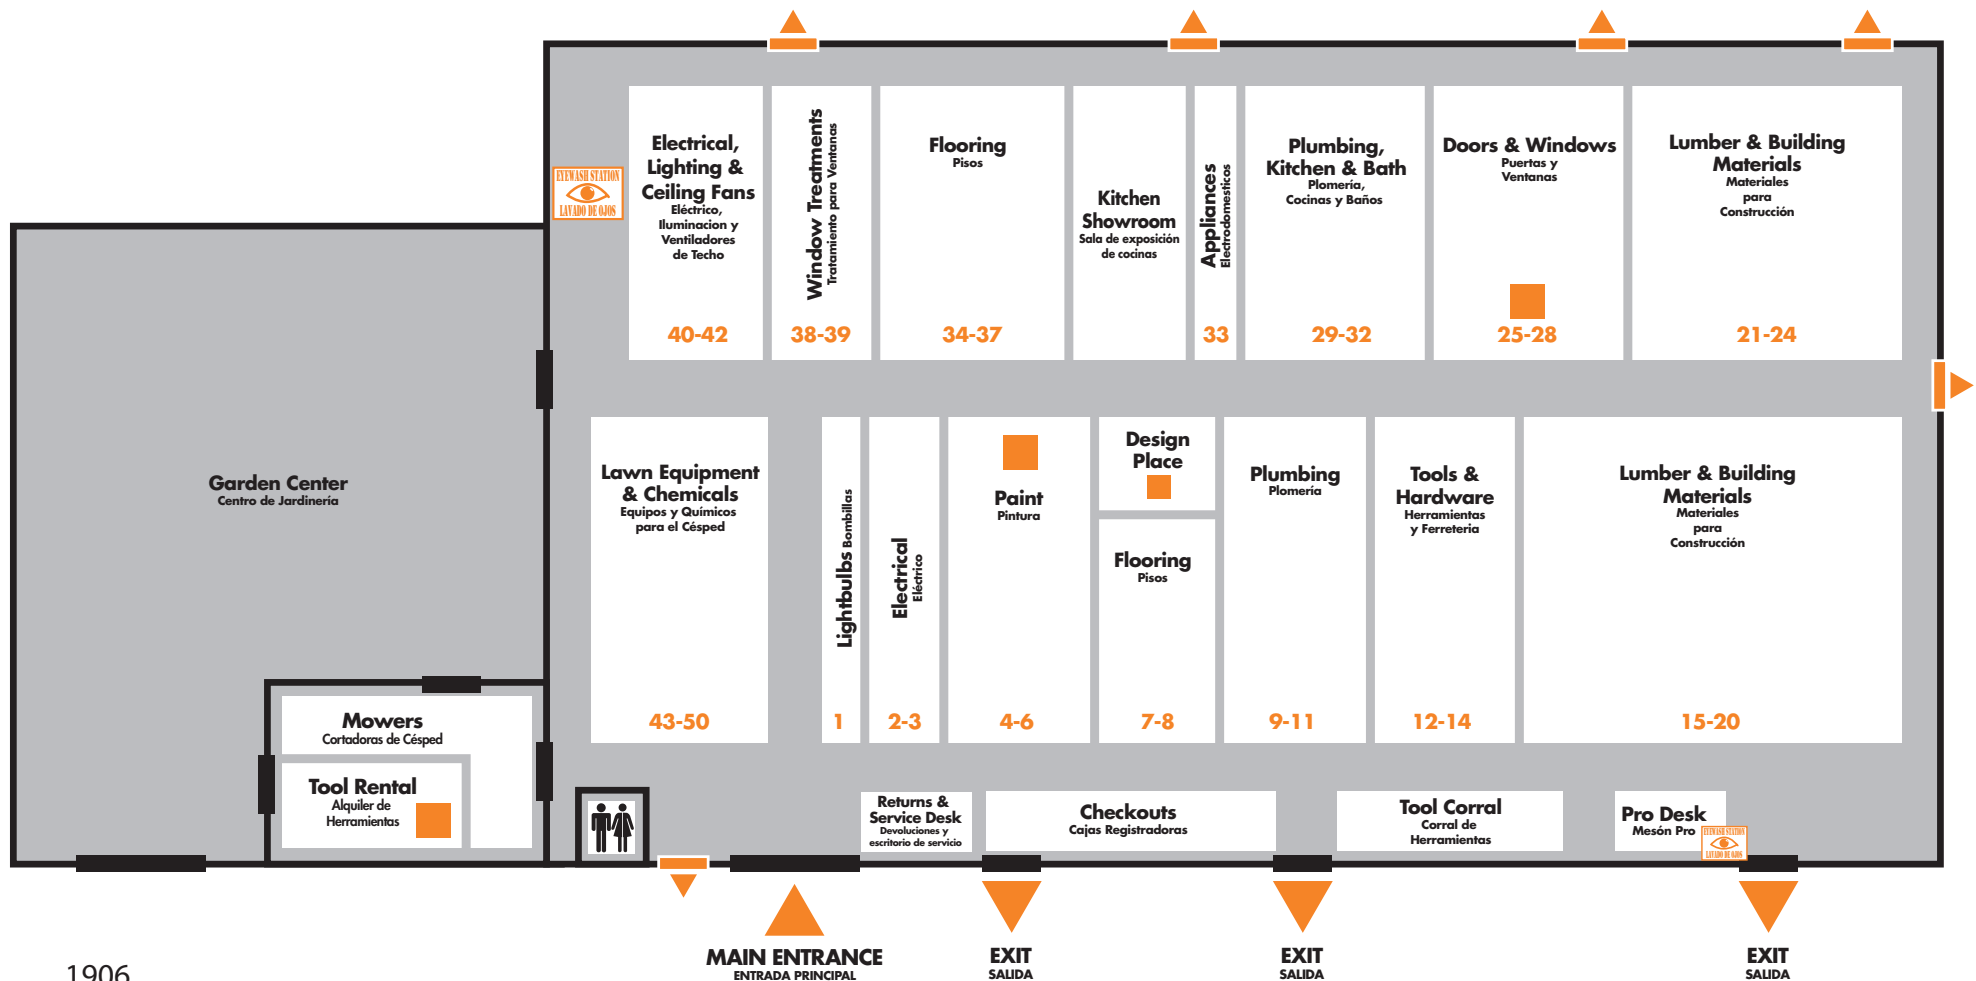 EYEWASH STATION
LAVADO DE OJOS
Electrical,
Lighting &
Ceiling Fans
Eléctrico,
Iluminacion y
Ventiladores
de Techo
40-42
Window Treatments
Tratamiento para Ventanas
38-39
Flooring
Pisos
34-37
Kitchen
Showroom
Sala de exposición
de cocinas
Appliances
Electrodomesticos
33
Plumbing,
Kitchen & Bath
Plomería,
Cocinas y Baños
29-32
Doors & Windows
Puertas y
Ventanas
25-28
Lumber & Building
Materials
Materiales
para
Construcción
21-24
Garden Center
Centro de Jardinería
Lawn Equipment
& Chemicals
Equipos y Químicos
para el Césped
43-50
Lightbulbs Bombillas
1
Electrical
Eléctrico
2-3
Paint
Pintura
4-6
Design
Place
Flooring
Pisos
7-8
Plumbing
Plomería
9-11
Tools &
Hardware
Herramientas
y Ferreteria
12-14
Lumber & Building
Materials
Materiales
para
Construcción
15-20
Mowers
Cortadoras de Césped
Tool Rental
Alquiler de
Herramientas
Returns &
Service Desk
Devoluciones y
escritorio de servicio
Checkouts
Cajas Registradoras
Tool Corral
Corral de
Herramientas
Pro Desk
Mesón Pro
EYEWASH STATION
LAVADO DE OJOS
MAIN ENTRANCE
ENTRADA PRINCIPAL
EXIT
SALIDA
EXIT
SALIDA
EXIT
SALIDA
1906